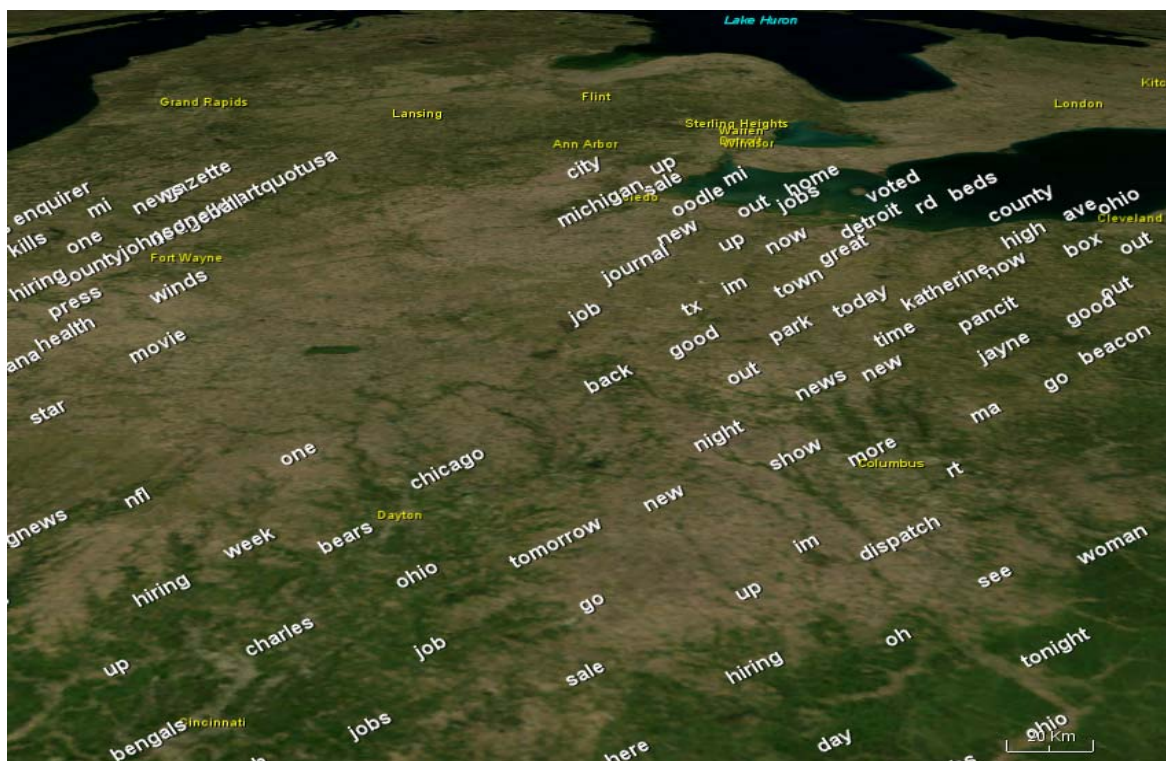 Lake Huron
Kitc
Flint
Grand Rapids
London
Lansing
Sterling Heights
Warren
Windsor
Ann Arbor
city
up
sale
mi
home
michigan
oodle
out
jobs
voted
beds
rd
county
ave
ohio
Cleveland
enquirer
mi
news
gazette
kills
one
new
up
now
detroit
great
high
box
out
Fort Wayne
hiring
winds
journal
im
town
katherine
now
out
press
job
tx
today
good
pancit
health
movie
good
park
time
jayne
beacon
ana
back
out
news
new
go
star
ma
night
one
chicago
show
more
Columbus
rt
nfl
new
Dayton
gnews
week
bears
tomorrow
im
dispatch
woman
hiring
ohio
go
up
see
charles
job
oh
tonight
up
sale
hiring
Cincinnati
bengals
jobs
here
day
ohio
20 Km